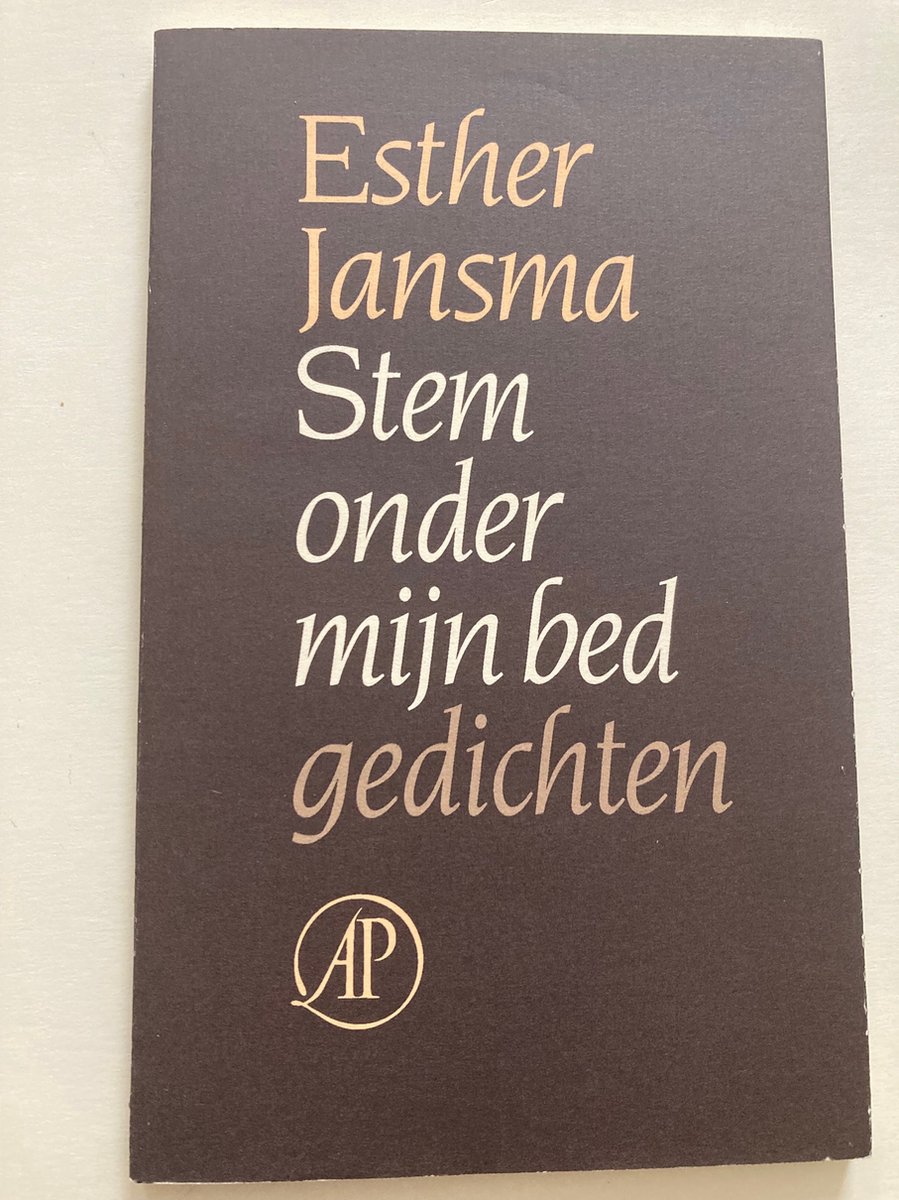 Esther
Jansma
Stem
onder
mijn bed
gedichten
AP